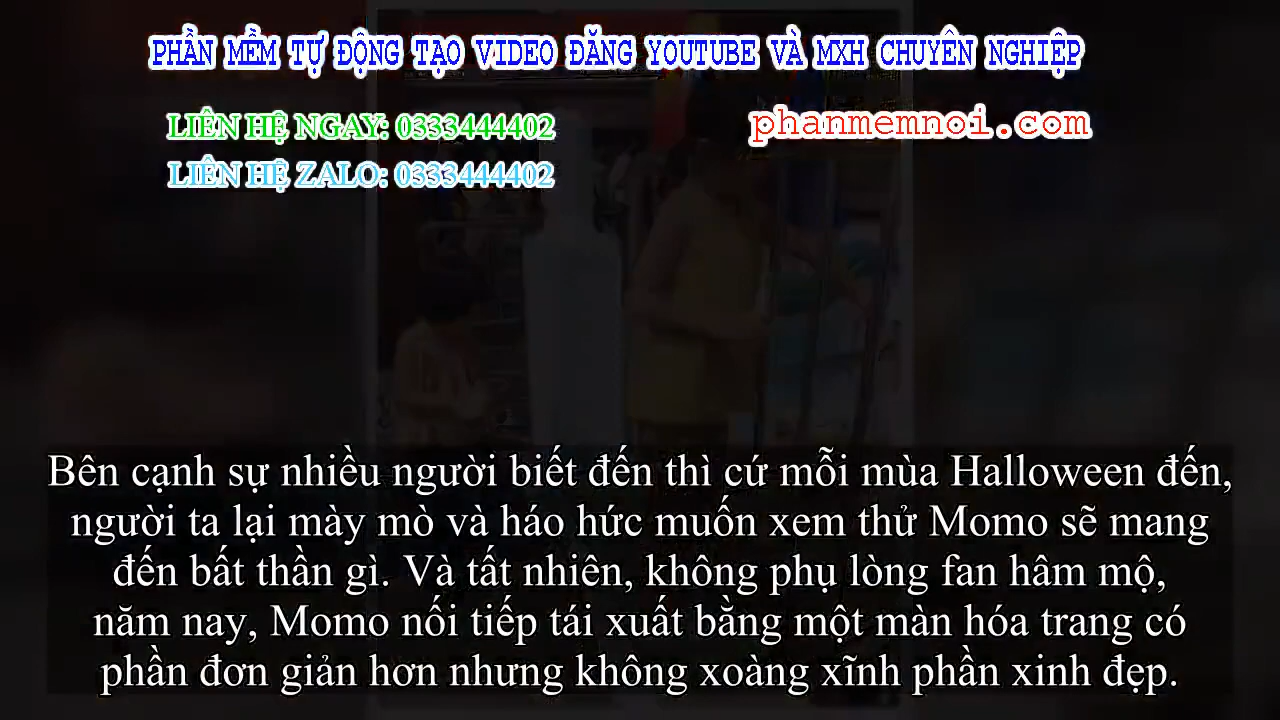 PHẦN MỀM TỰ ĐỘNG TẠO VIDEO ĐĂNG YOUTUBE VÀ MXH CHUYÊN NGHIỆP
LIÊN HỆ NGAY: 0333444402
phanmemnoi.com
LIÊN HỆ ZALO: 0333444402
Bên cạnh sự nhiều người biết đến thì cứ mỗi mùa Halloween đến,
người ta lại mày mò và háo hức muốn xem thử Momo sẽ mang
đến bất thần gì. Và tất nhiên, không phụ lòng fan hâm mộ,
năm nay, Momo nối tiếp tái xuất bằng một màn hóa trang có
phần đơn giản hơn nhưng không xoàng xĩnh phần xinh đẹp.